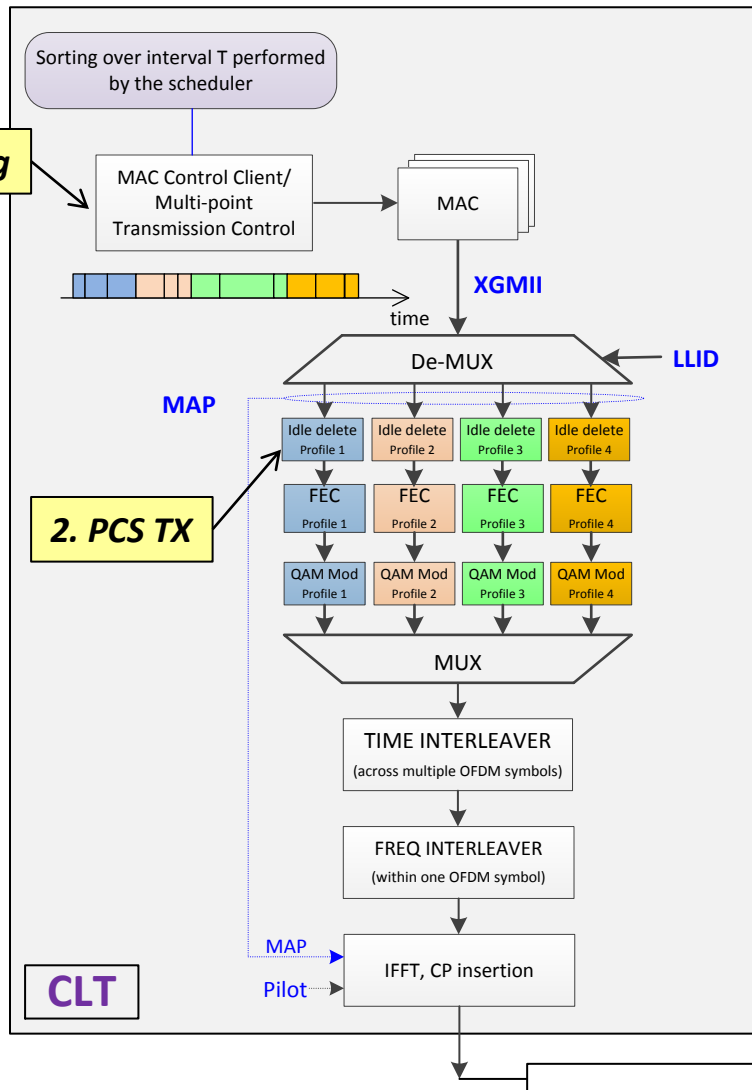 Sorting over interval T performed
by the scheduler
g
MAC Control Client/
Multi-point
Transmission Control
MAC
XGMII
time
De-MUX
LLID
MAP
Idle delete
Profile 1
Idle delete
Profile 2
Idle delete
Profile 3
Idle delete
Profile 4
2. PCS TX
FEC
Profile 1
FEC
Profile 2
FEC
Profile 3
FEC
Profile 4
QAM Mod
Profile 1
QAM Mod
Profile 2
QAM Mod
Profile 3
QAM Mod
Profile 4
MUX
TIME INTERLEAVER
(across multiple OFDM symbols)
FREQ INTERLEAVER
(within one OFDM symbol)
MAP
IFFT, CP insertion
Pilot
CLT